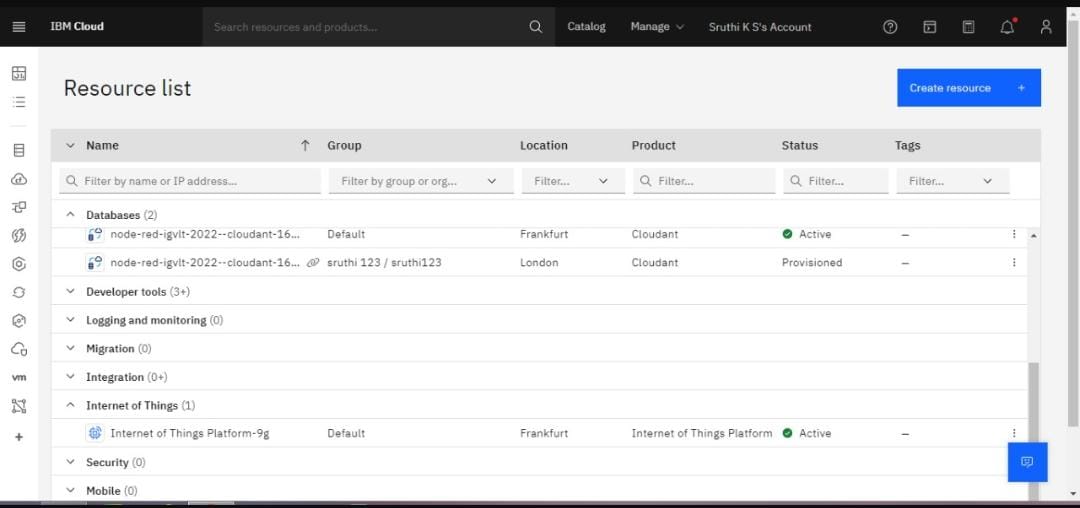 IBM Cloud Search resources and products... Catalog Manage Sruthi K S's Account
Resource list
Create resource +
Name Group Location Product Status Tags
Filter by name or IP address... Filter by group or org... Filter... Filter... Filter... Filter...
Databases (2)
node-red-igvlt-2022--cloudant-16... Default Frankfurt Cloudant Active –
node-red-igvlt-2022--cloudant-16... sruthi 123 / sruthi123 London Cloudant Provisioned –
Developer tools (3+)
Logging and monitoring (0)
Migration (0)
vm Integration (0+)
Internet of Things (1)
Internet of Things Platform-9g Default Frankfurt Internet of Things Platform Active –
Security (0)
Mobile (0)